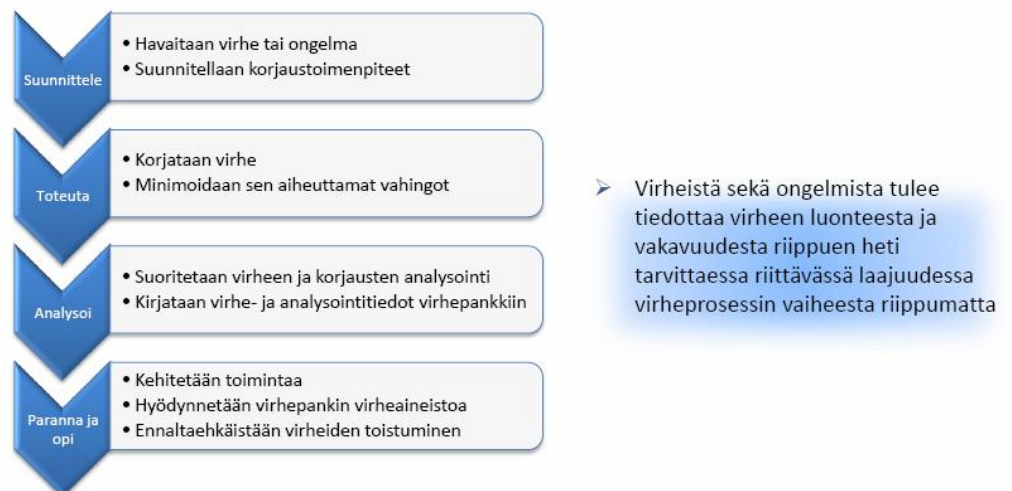 Suunnittele
• Havaitaan virhe tai ongelma
• Suunnitellaan korjaustoimenpiteet
Toteuta
• Korjataan virhe
• Minimoidaan sen aiheuttamat vahingot
Analysoi
• Suoritetaan virheen ja korjausten analysointi
• Kirjataan virhe- ja analysointitiedot virhepankkiin
Paranna ja
opi
• Kehitetään toimintaa
• Hyödynnetään virhepankin virheaineistoa
• Ennaltaehkäistään virheiden toistuminen
➢ Virheistä sekä ongelmista tulee
tiedottaa virheen luonteesta ja
vakavuudesta riippuen heti
tarvittaessa riittävässä laajuudessa
virheprosessin vaiheesta riippumatta